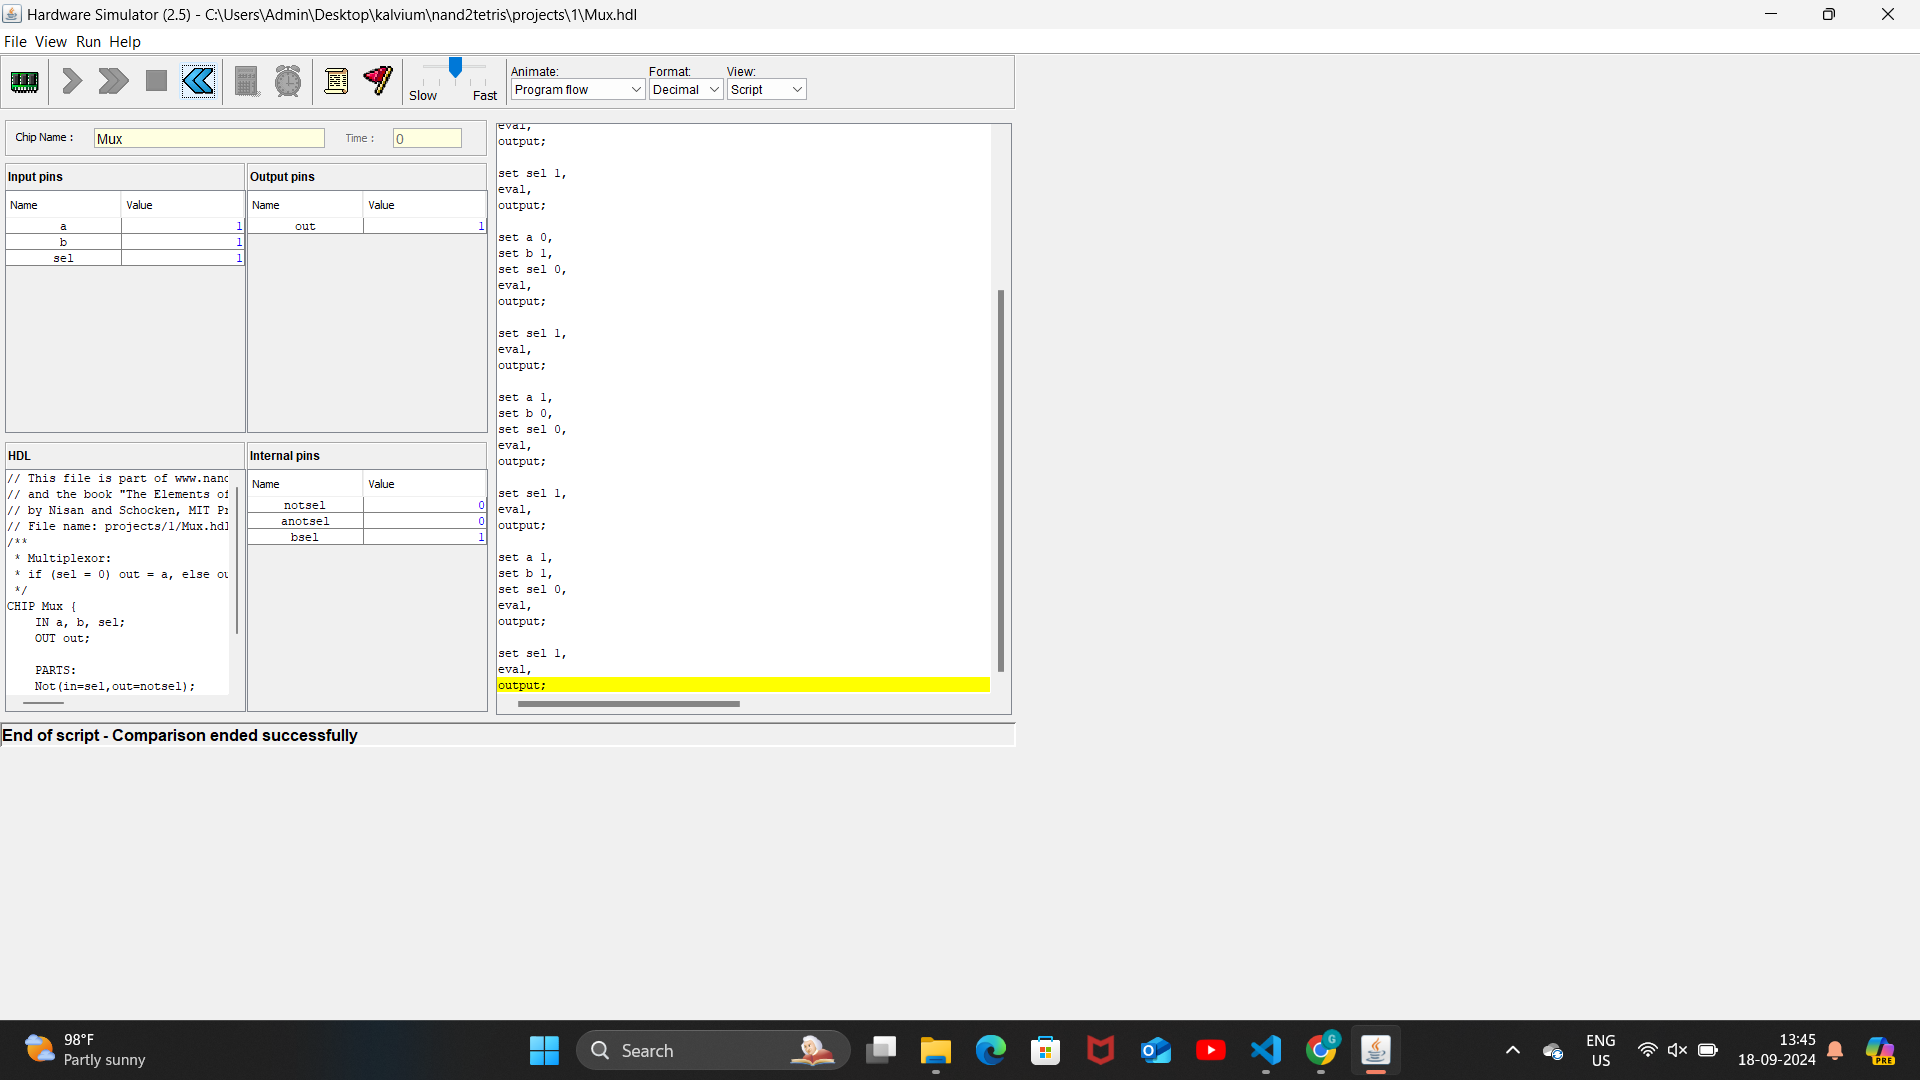 Hardware Simulator (2.5) - C:\Users\Admin\Desktop\kalvium\nand2tetris\projects\1\Mux.hdl
File View Run Help
Slow Fast
Animate:
Program flow
Format:
Decimal
View:
Script
Chip Name :
Mux
Time :
0
Input pins
Name Value
a 1
b 1
sel 1
Output pins
Name Value
out 1
HDL
// This file is part of www.nand
// and the book "The Elements of
// by Nisan and Schocken, MIT Pr
// File name: projects/1/Mux.hdl
/**
* Multiplexor:
* if (sel = 0) out = a, else ou
*/
CHIP Mux {
IN a, b, sel;
OUT out;
PARTS:
Not(in=sel,out=notsel);
Internal pins
Name Value
notsel 0
anotsel 0
bsel 1
eval,
output;
set sel 1,
eval,
output;
set a 0,
set b 1,
set sel 0,
eval,
output;
set sel 1,
eval,
output;
set a 1,
set b 0,
set sel 0,
eval,
output;
set sel 1,
eval,
output;
set a 1,
set b 1,
set sel 0,
eval,
output;
set sel 1,
eval,
output;
End of script - Comparison ended successfully
98°F
Partly sunny
Search
G
ENG
US
13:45
18-09-2024
PRE